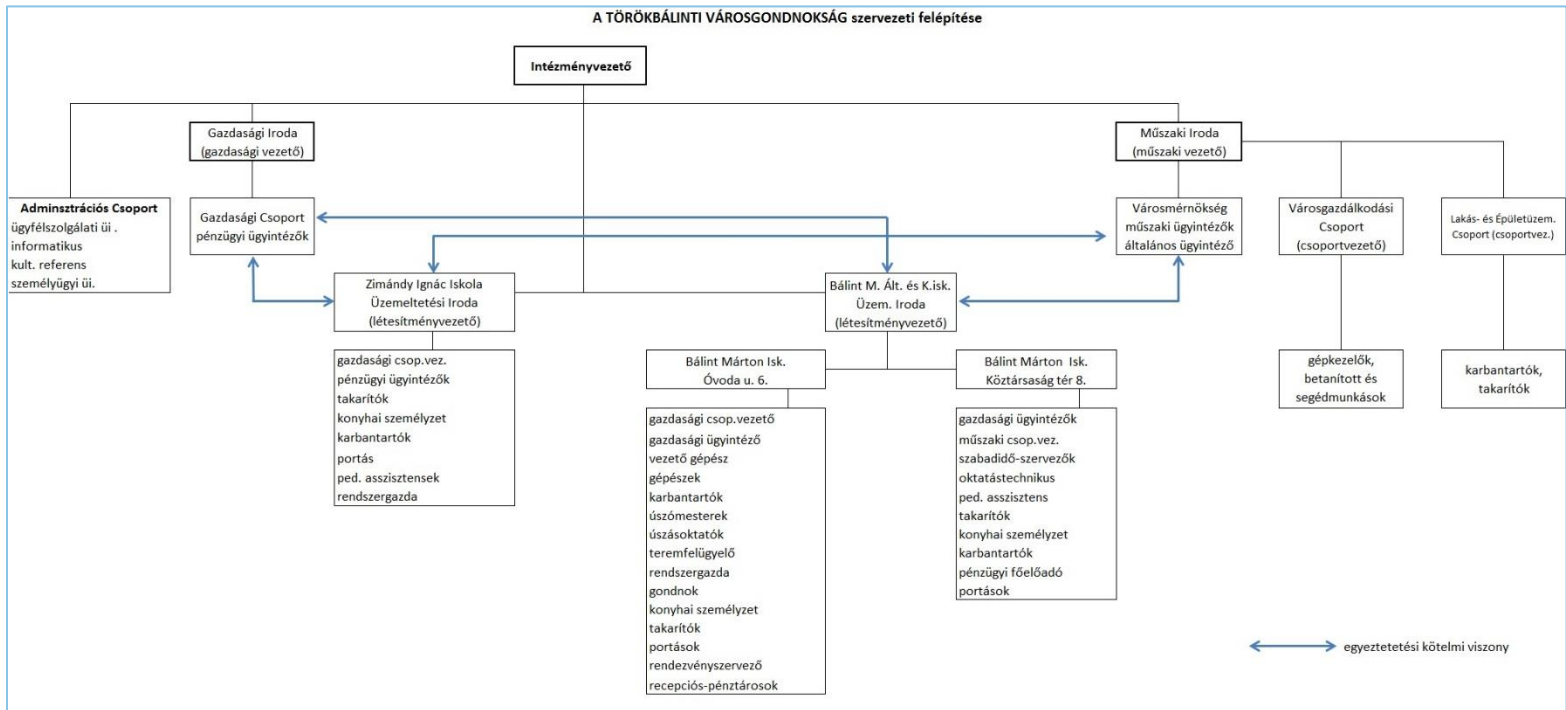 A TÖRÖKBÁLINTI VÁROSGONDNOKSÁG szervezeti felépítése
Intézményvezető
Gazdasági Iroda
(gazdasági vezető)
Műszaki Iroda
(műszaki vezető)
Adminsztrációs Csoport
ügyfélszolgálati üi .
informatikus
kult. referens
személyügyi üi.
Gazdasági Csoport
pénzügyi ügyintézők
Városmérnökség
műszaki ügyintézők
általános ügyintéző
Városgazdálkodási
Csoport
(csoportvezető)
Lakás- és Épületüzem.
Csoport (csoportvez.)
Zimándy Ignác Iskola
Üzemeltetési Iroda
(létesítményvezető)
Bálint M. Ált. és K.isk.
Üzem. Iroda
(létesítményvezető)
gazdasági csop.vez.
pénzügyi ügyintézők
takarítók
konyhai személyzet
karbantartók
portás
ped. asszisztensek
rendszergazda
Bálint Márton Isk.
Óvoda u. 6.
Bálint Márton Isk.
Köztársaság tér 8.
gépkezelők,
betanított és
segédmunkások
karbantartók,
takarítók
gazdasági csop.vezető
gazdasági ügyintéző
vezető gépész
gépészek
karbantartók
úszómesterek
úszásoktatók
teremfelügyelő
rendszergazda
gondnok
konyhai személyzet
takarítók
portások
rendezvényszervező
recepciós-pénztárosok
gazdasági ügyintézők
műszaki csop.vez.
szabadidő-szervezők
oktatástechnikus
ped. asszisztens
takarítók
konyhai személyzet
karbantartók
pénzügyi főelőadó
portások
egyeztetetési kötelmi viszony